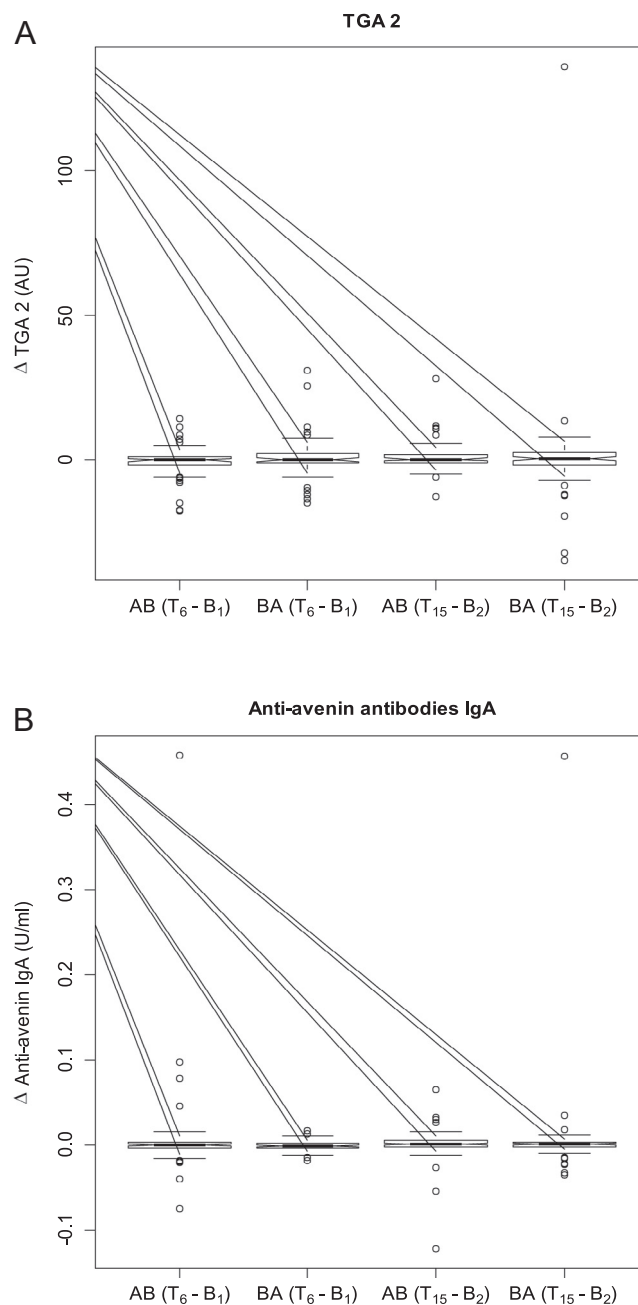 A
TGA 2
Δ TGA 2 (AU)
100
50
0
AB (T₆ - B₁) BA (T₆ - B₁) AB (T₁₅ - B₂) BA (T₁₅ - B₂)
B
Anti-avenin antibodies IgA
Δ Anti-avenin IgA (U/ml)
0.4
0.3
0.2
0.1
0.0
-0.1
AB (T₆ - B₁) BA (T₆ - B₁) AB (T₁₅ - B₂) BA (T₁₅ - B₂)